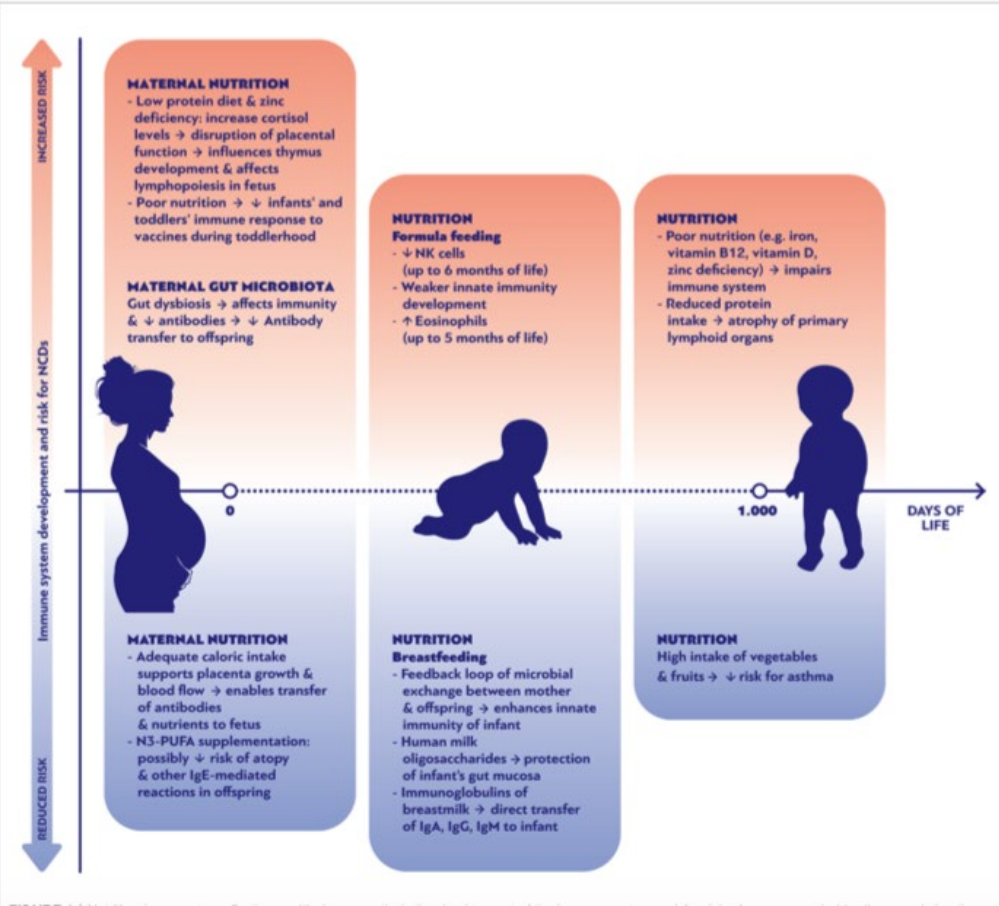 INCREASED RISK
Immune system development and risk for NCDs
REDUCED RISK
MATERNAL NUTRITION
- Low protein diet & zinc
deficiency: increase cortisol
levels → disruption of placental
function → influences thymus
development & affects
lymphopoiesis in fetus
- Poor nutrition → ↓ infants' and
toddlers' immune response to
vaccines during toddlerhood
MATERNAL GUT MICROBIOTA
Gut dysbiosis → affects immunity
& ↓ antibodies → ↓ Antibody
transfer to offspring
NUTRITION
Formula feeding
- ↓ NK cells
(up to 6 months of life)
- Weaker innate immunity
development
- ↑ Eosinophils
(up to 5 months of life)
NUTRITION
- Poor nutrition (e.g. iron,
vitamin B12, vitamin D,
zinc deficiency) → impairs
immune system
- Reduced protein
intake → atrophy of primary
lymphoid organs
0
1.000
DAYS OF
LIFE
MATERNAL NUTRITION
- Adequate caloric intake
supports placenta growth &
blood flow → enables transfer
of antibodies
& nutrients to fetus
- N3-PUFA supplementation:
possibly ↓ risk of atopy
& other IgE-mediated
reactions in offspring
NUTRITION
Breastfeeding
- Feedback loop of microbial
exchange between mother
& offspring → enhances innate
immunity of infant
- Human milk
oligosaccharides → protection
of infant's gut mucosa
- Immunoglobulins of
breastmilk → direct transfer
of IgA, IgG, IgM to infant
NUTRITION
High intake of vegetables
& fruits → ↓ risk for asthma